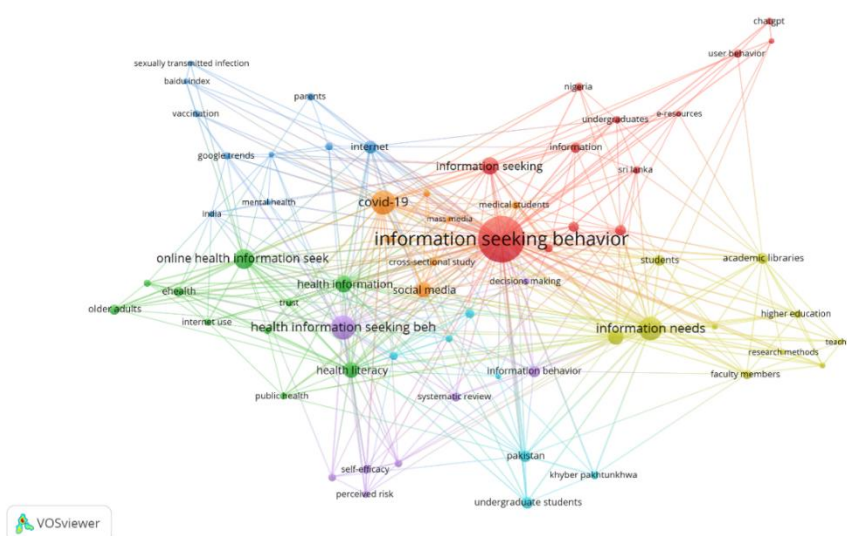 chatgpt
user behavior
sexually transmitted infection
baidu index
parents
nigeria
vaccination
e-resources
undergraduates
internet
information
google trends
information seeking
sri lanka
mental health
covid-19
medical students
india
mass media
information seeking behavior
online health information seek
cross-sectional study
students
academic libraries
health information
decision making
ehealth
social media
trust
older adults
internet use
higher education
health information seeking beh
information needs
teach
research methods
health literacy
information behavior
faculty members
public health
systematic review
pakistan
self-efficacy
khyber pakhtunkhwa
perceived risk
undergraduate students
VOSviewer